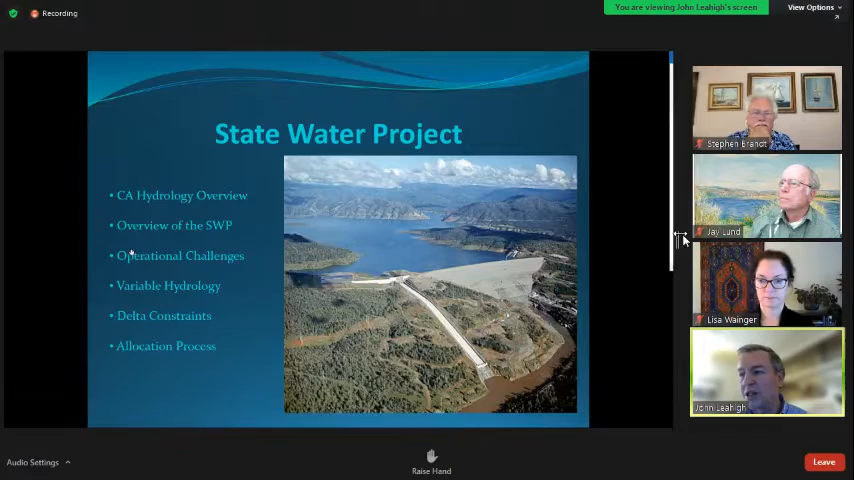 Recording
You are viewing John Leahigh's screen
View Options
State Water Project
• CA Hydrology Overview
• Overview of the SWP
• Operational Challenges
• Variable Hydrology
• Delta Constraints
• Allocation Process
Stephen Brandt
Jay Lund
Lisa Wainger
John Leahigh
Audio Settings
Raise Hand
Leave